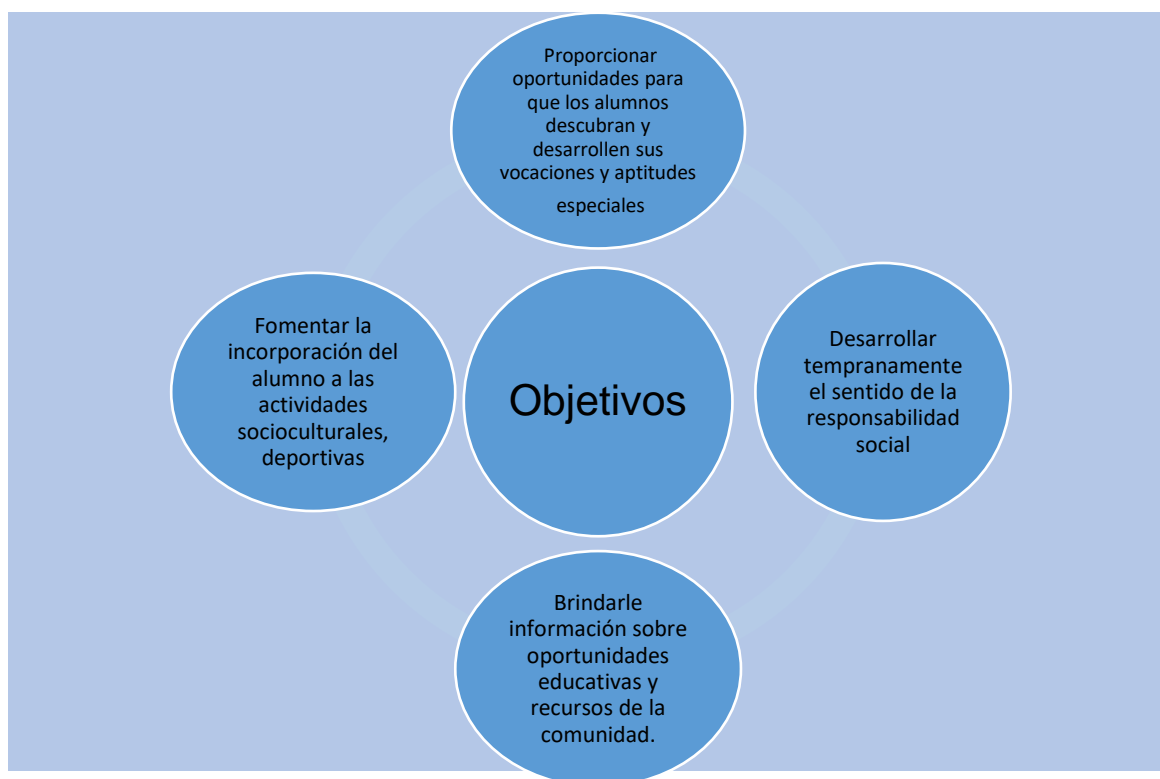 Proporcionar
oportunidades para
que los alumnos
descubran y
desarrollen sus
vocaciones y aptitudes
especiales
Fomentar la
incorporación del
alumno a las
actividades
socioculturales,
deportivas
Objetivos
Desarrollar
tempranamente
el sentido de la
responsabilidad
social
Brindarle
información sobre
oportunidades
educativas y
recursos de la
comunidad.